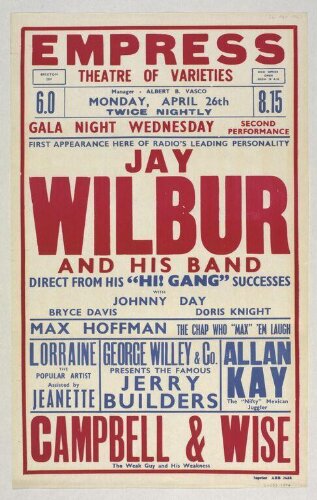 EMPRESS
BRIXTON
THEATRE OF VARIETIES
BOX OFFICE
OPEN
Manager - ALBERT B. VASCO
6.0
MONDAY, APRIL 26th
8.15
TWICE NIGHTLY
GALA NIGHT WEDNESDAY
SECOND
PERFORMANCE
FIRST APPEARANCE HERE OF RADIO'S LEADING PERSONALITY
JAY
WILBUR
AND HIS BAND
DIRECT FROM HIS "HI! GANG" SUCCESSES
WITH
JOHNNY DAY
BRYCE DAVIS DORIS KNIGHT
MAX HOFFMAN THE CHAP WHO "MAX" 'EM LAUGH
LORRAINE
THE
POPULAR ARTIST
Assisted by
JEANETTE
GEORGE WILLEY & Co.
PRESENTS THE FAMOUS
JERRY
BUILDERS
ALLAN
KAY
The "Nifty" Mexican
Juggler
CAMPBELL & WISE
The Weak Guy and His Weakness